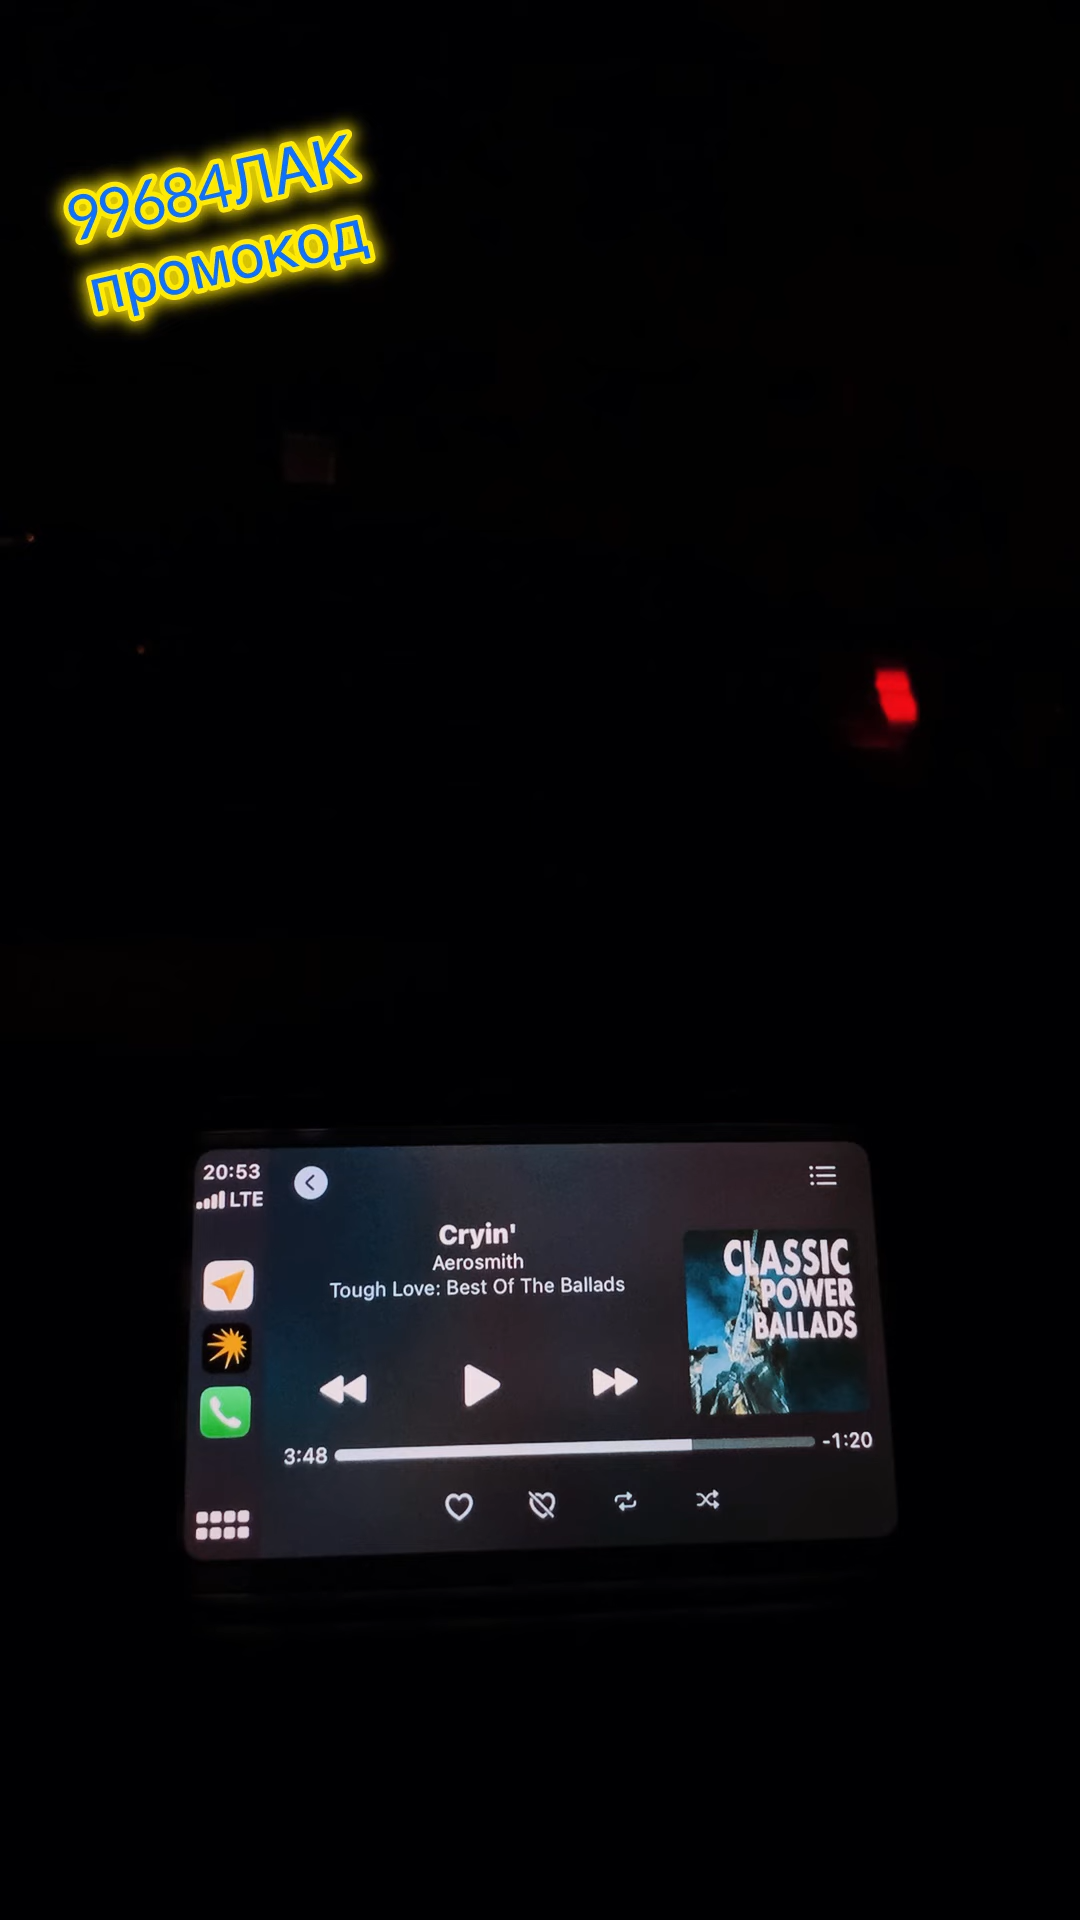 99684ЛАК
промокод
20:53
LTE
Cryin'
Aerosmith
Tough Love: Best Of The Ballads
CLASSIC
POWER
BALLADS
3:48
-1:20